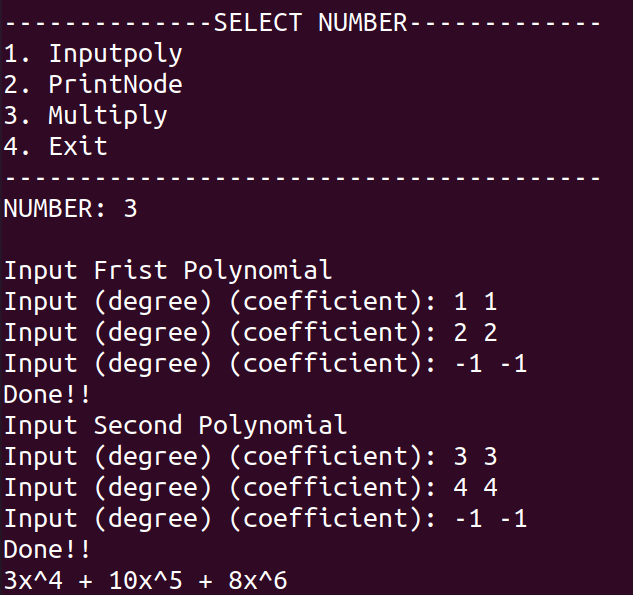 --------------SELECT NUMBER-------------
1. Inputpoly
2. PrintNode
3. Multiply
4. Exit
----------------------------------------
NUMBER: 3
Input Frist Polynomial
Input (degree) (coefficient): 1 1
Input (degree) (coefficient): 2 2
Input (degree) (coefficient): -1 -1
Done!!
Input Second Polynomial
Input (degree) (coefficient): 3 3
Input (degree) (coefficient): 4 4
Input (degree) (coefficient): -1 -1
Done!!
3x^4 + 10x^5 + 8x^6